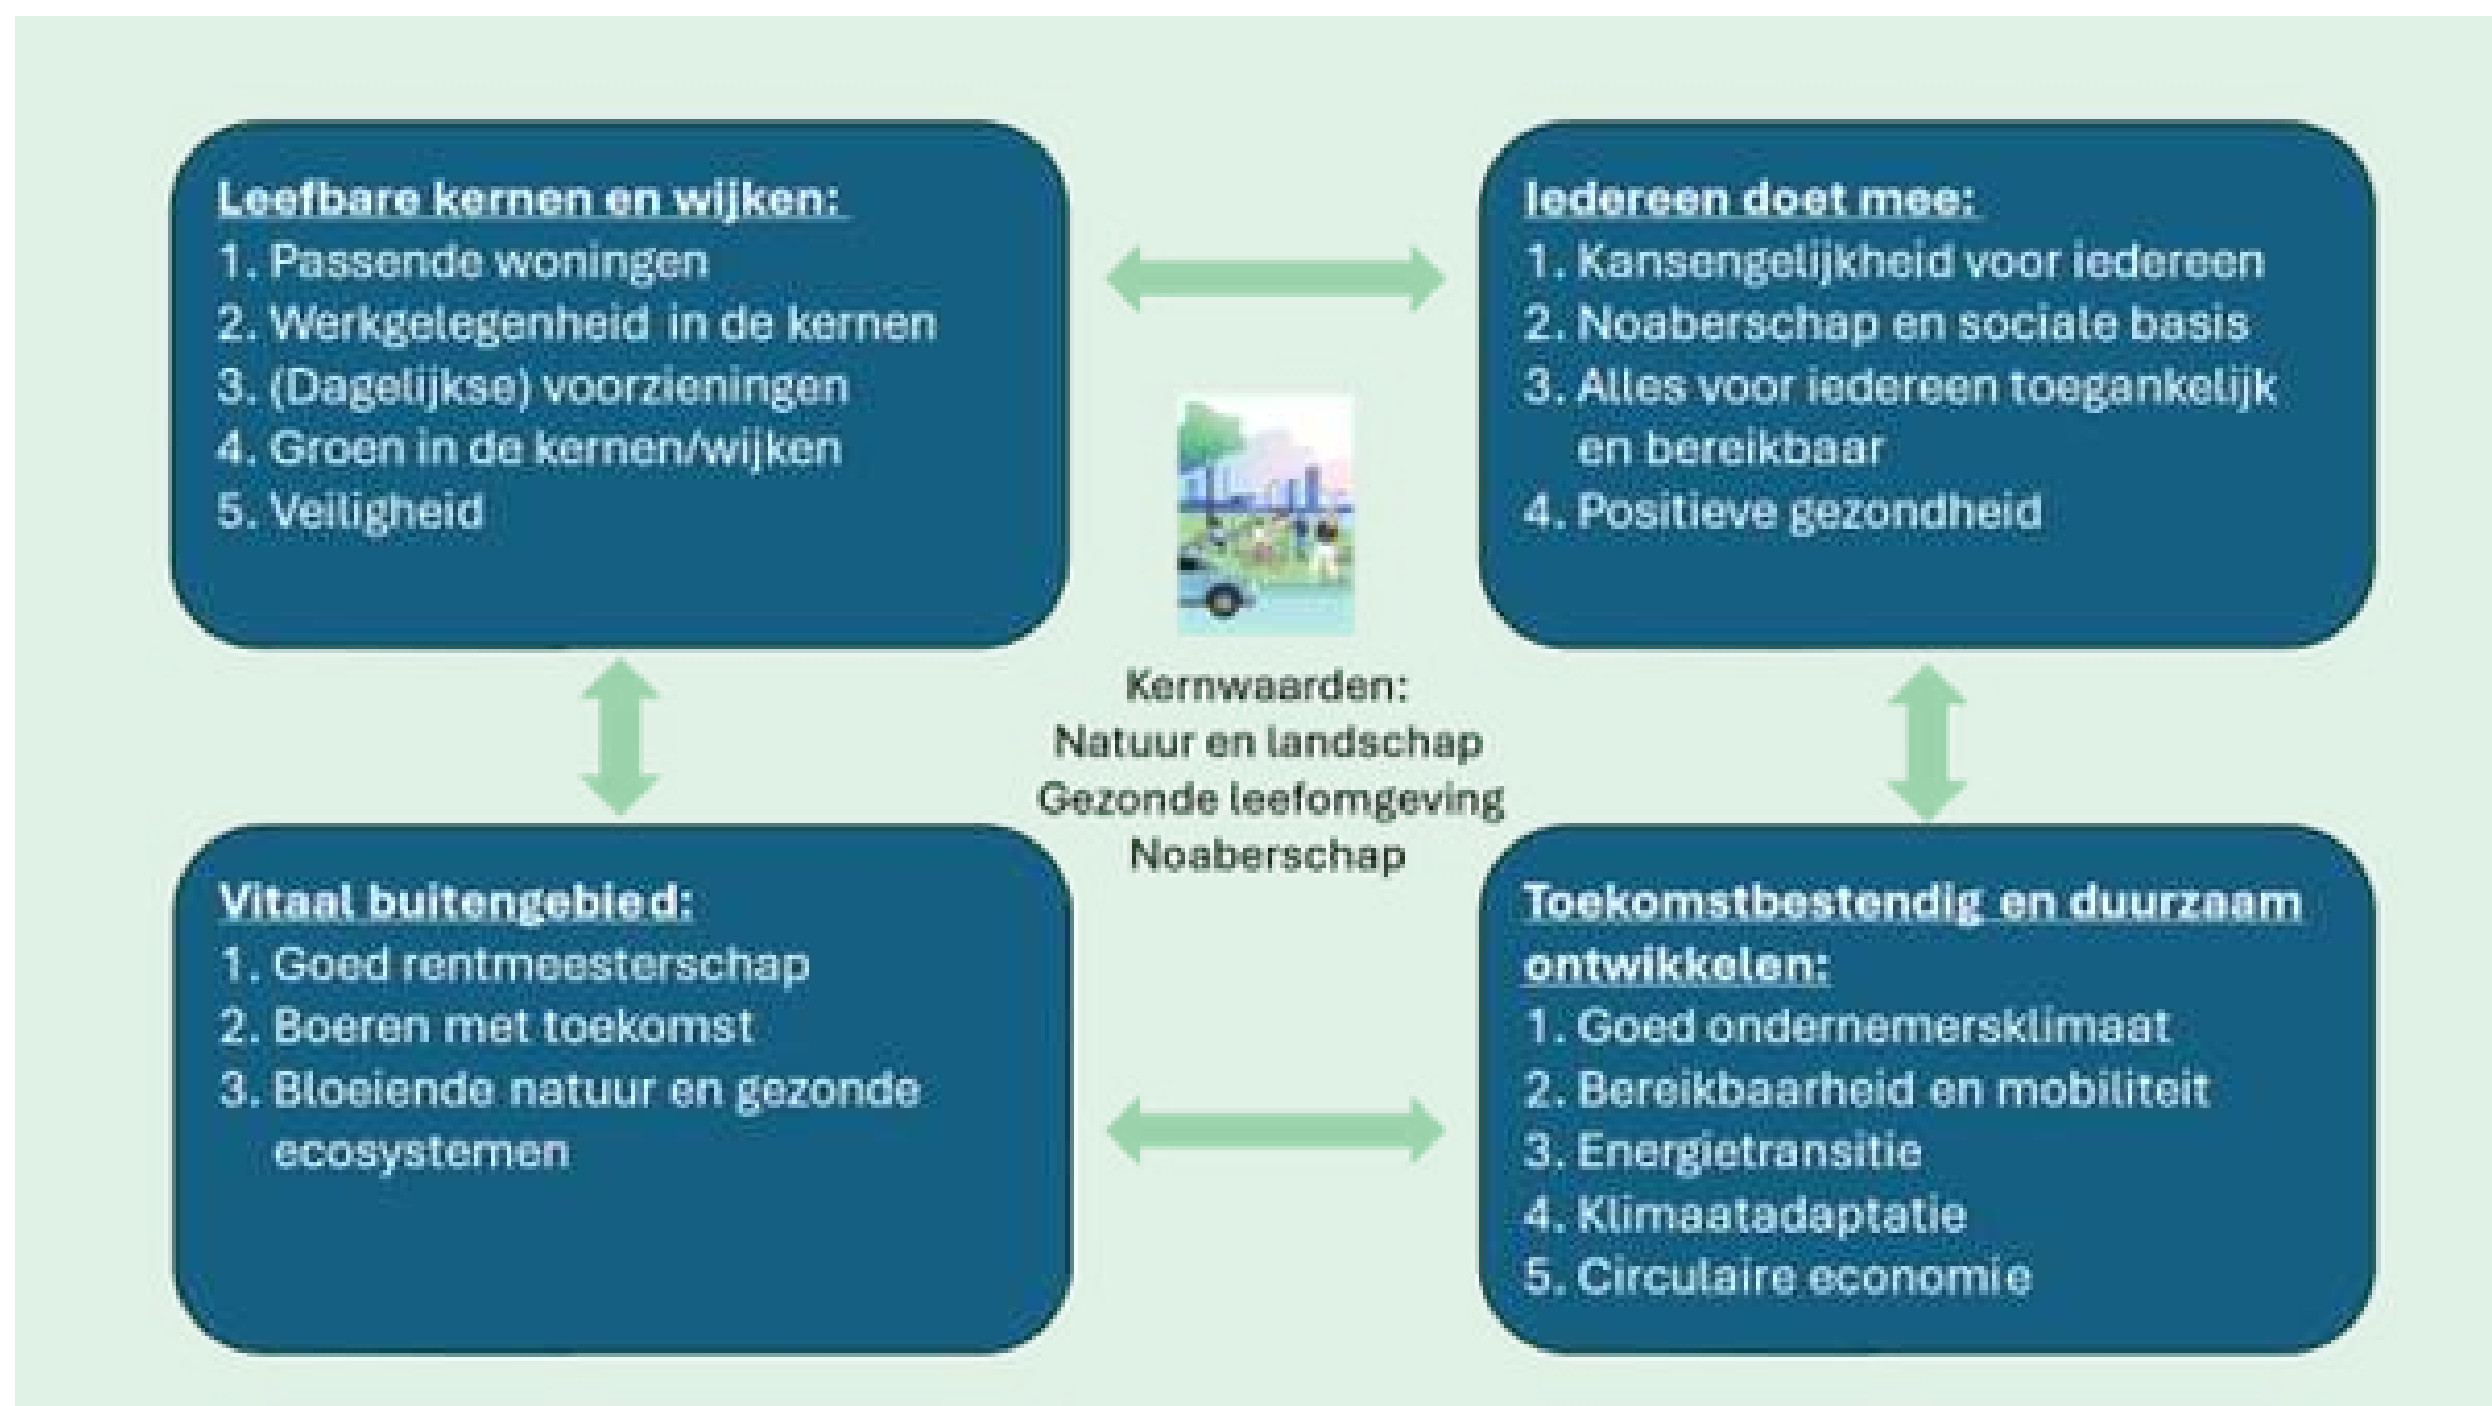 Leefbare kernen en wijken:
1. Passende woningen
2. Werkgelegenheid in de kernen
3. (Dagelijkse) voorzieningen
4. Groen in de kernen/wijken
5. Veiligheid
Iedereen doet mee:
1. Kansengelijkheid voor iedereen
2. Noaberschap en sociale basis
3. Alles voor iedereen toegankelijk
en bereikbaar
4. Positieve gezondheid
Kernwaarden:
Natuur en landschap
Gezonde leefomgeving
Noaberschap
Vitaal buitengebied:
1. Goed rentmeesterschap
2. Boeren met toekomst
3. Bloeiende natuur en gezonde
ecosystemen
Toekomstbestendig en duurzaam
ontwikkelen:
1. Goed ondernemersklimaat
2. Bereikbaarheid en mobiliteit
3. Energietransitie
4. Klimaatadaptatie
5. Circulaire economie